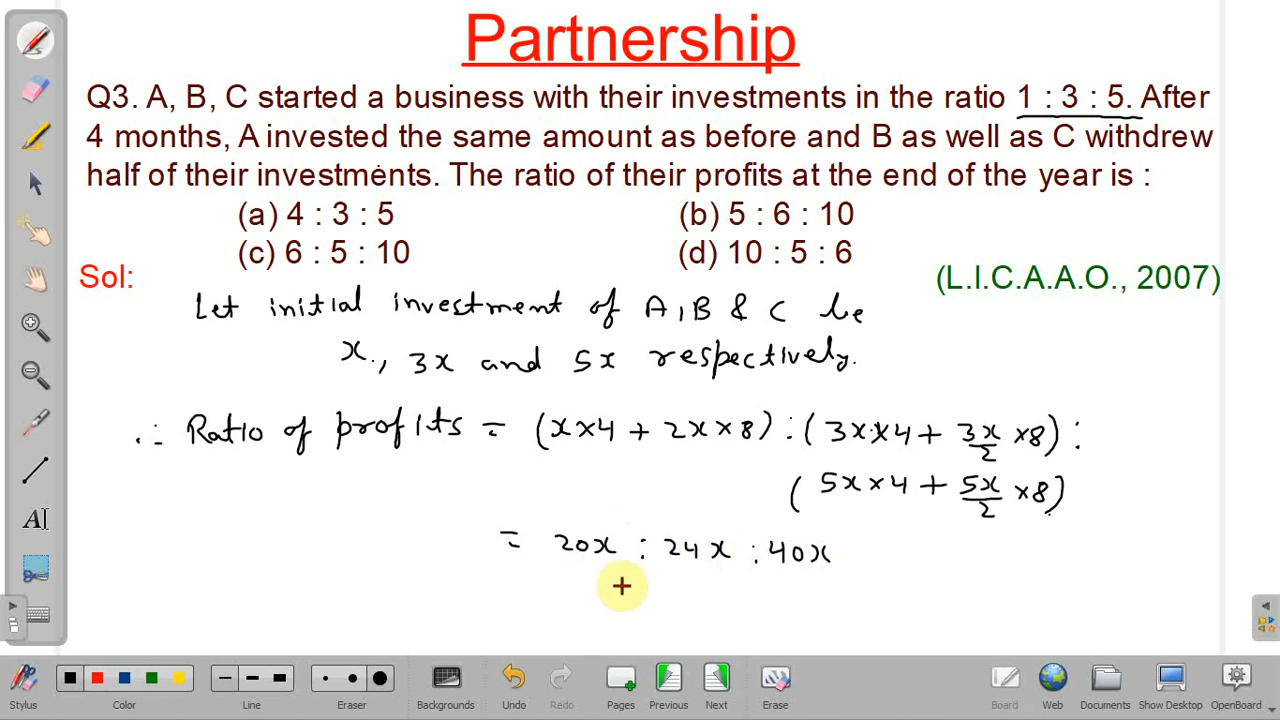 Partnership
Q3. A, B, C started a business with their investments in the ratio 1 : 3 : 5. After
4 months, A invested the same amount as before and B as well as C withdrew
half of their investments. The ratio of their profits at the end of the year is :
(a) 4 : 3 : 5 (b) 5 : 6 : 10
(c) 6 : 5 : 10 (d) 10 : 5 : 6
Sol: (L.I.C.A.A.O., 2007)
Let initial investment of A, B & C be
x, 3x and 5x respectively.
∴ Ratio of profits = (x×4 + 2x×8) : (3x×4 + 3x/2 ×8) :
(5x×4 + 5x/2 ×8)
= 20x : 24x : 40x
Stylus Color Line Eraser Backgrounds Undo Redo Pages Previous Next Erase Board Web Documents Show Desktop OpenBoard